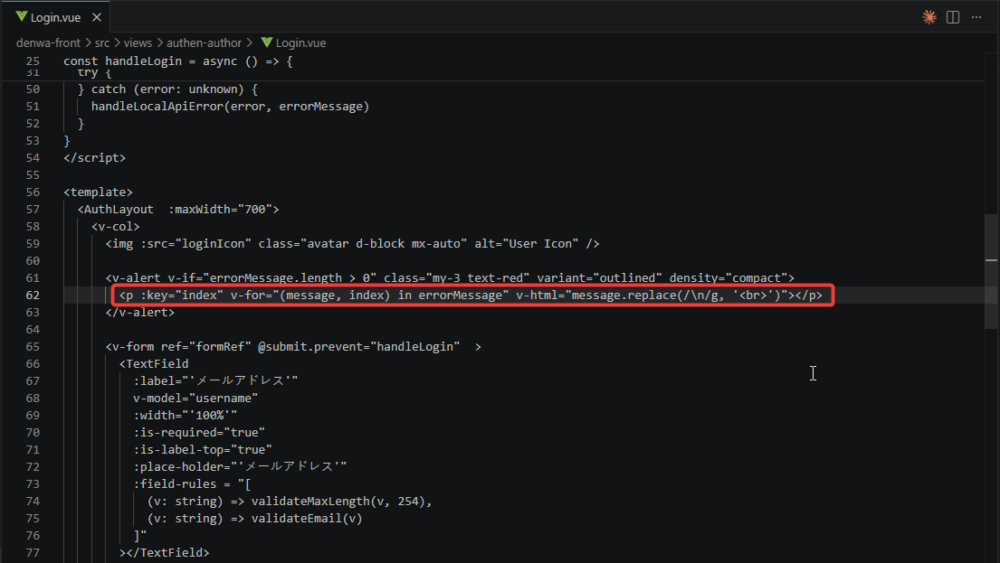 Login.vue
denwa-front > src > views > authen-author > Login.vue
25 const handleLogin = async () => {
31 try {
50 } catch (error: unknown) {
51 handleLocalApiError(error, errorMessage)
52 }
53 }
54 </script>
55
56 <template>
57 <AuthLayout  :maxWidth="700">
58 <v-col>
59 <img :src="loginIcon" class="avatar d-block mx-auto" alt="User Icon" />
60
61 <v-alert v-if="errorMessage.length > 0" class="my-3 text-red" variant="outlined" density="compact">
62 <p :key="index" v-for="(message, index) in errorMessage" v-html="message.replace(/\n/g, '<br>')"></p>
63 </v-alert>
64
65 <v-form ref="formRef" @submit.prevent="handleLogin"  >
66 <TextField
67 :label="'メールアドレス'"
68 v-model="username"
69 :width="'100%'"
70 :is-required="true"
71 :is-label-top="true"
72 :place-holder="'メールアドレス'"
73 :field-rules = "[
74 (v: string) => validateMaxLength(v, 254),
75 (v: string) => validateEmail(v)
76 ]"
77 ></TextField>